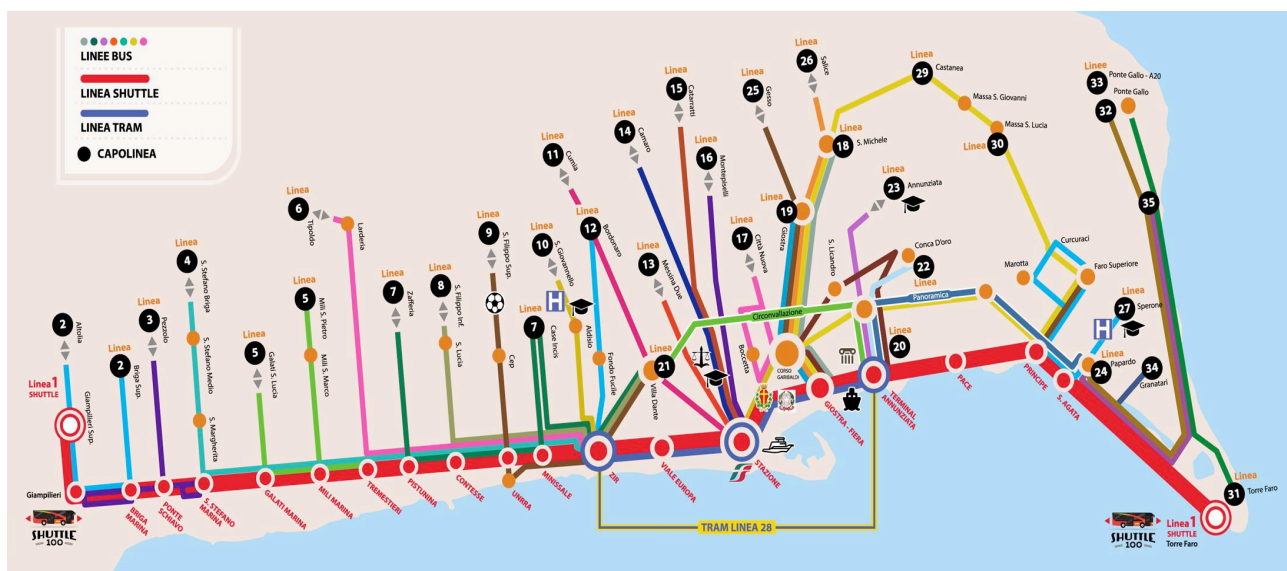 LINEE BUS
LINEA SHUTTLE
LINEA TRAM
CAPOLINEA
Linea 1
SHUTTLE
Giampilieri Sup.
Giampilieri
SHUTTLE
100
Linea
2
Altolia
Linea
2
Briga Sup.
BRIGA
MARINA
Linea
3
Pezzolo
PONTE
SCHIAVO
Linea
4
S. Stefano Briga
S. Stefano Medio
S. Margherita
S. STEFANO
MARINA
Linea
5
Galati S. Lucia
GALATI MARINA
Linea
5
Mili S. Pietro
Mili S. Marco
MILI MARINA
Linea
6
Tipoldo
Larderia
TREMESTIERI
Linea
7
Zafferia
PISTUNINA
Linea
8
S. Filippo Inf.
S. Lucia
CONTESSE
Linea
9
S. Filippo Sup.
Cep
UNRRA
Linea
7
Case Incis
MINISSALE
Linea
10
S. Giovannello
H
Aldisio
Linea
11
Cumia
12
Bordonaro
Fondo Fucile
ZIR
Linea
13
Messina Due
Linea
14
Camaro
Linea
15
Catarratti
Linea
16
Montepiselli
Linea
21
Villa Dante
VIALE EUROPA
STAZIONE
Linea
17
Città Nuova
Boccetta
Circonvallazione
CORSO
GARIBALDI
Linea
25
Gesso
Linea
26
Salice
Linea
18
S. Michele
Linea
19
Giostra
GIOSTRA - FIERA
Linea
29
Castanea
Massa S. Giovanni
Massa S. Lucia
Linea
30
Linea
23
Annunziata
S. Licandro
Conca D'oro
22
Linea
Panoramica
Linea
20
TERMINAL
ANNUNZIATA
TRAM LINEA 28
PACE
PRINCIPE
S. AGATA
Curcuraci
Marotta
Faro Superiore
Linea
27
Sperone
H
Linea
24
Papardo
34
Granatari
Linee
33
Ponte Gallo - A20
32
Ponte Gallo
35
Linea
31
Torre Faro
SHUTTLE
100
Linea 1
SHUTTLE
Torre Faro